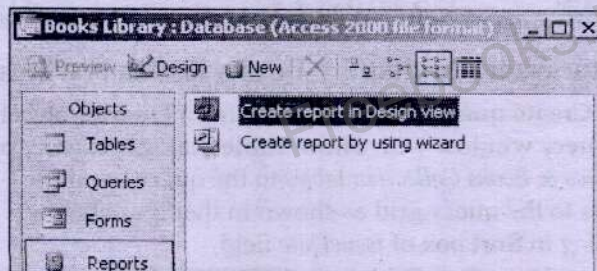 Books Library : Database (Access 2000 file format)
Preview Design New
Objects
Create report in Design view
Tables
Create report by using wizard
Queries
Forms
Reports